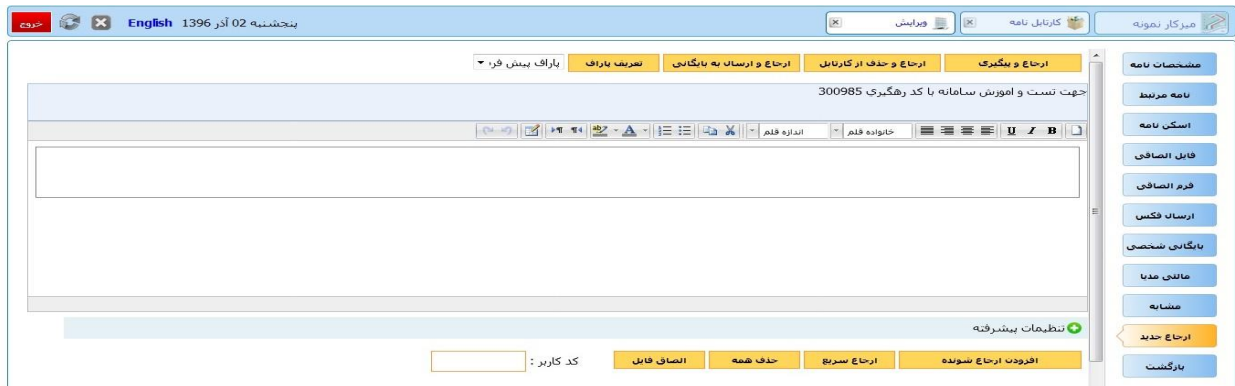 میزکار نمونه
کارتابل نامه
ویرایش
پنجشنبه 02 آذر 1396 English
خروج
مشخصات نامه
نامه مرتبط
اسکن نامه
فایل الصاقی
فرم الصاقی
ارسال فکس
بایگانی شخصی
مالتی مدیا
مشابه
ارجاع جدید
بازگشت
ارجاع و پیگیری ارجاع و حذف از کارتابل ارجاع و ارسال به بایگانی تعریف پاراف پاراف پیش فر
جهت تست و اموزش سامانه با کد رهگیری 300985
B I U خانواده قلم اندازه قلم
تنظیمات پیشرفته
افزودن ارجاع شونده ارجاع سریع حذف همه الصاق فایل کد کاربر :